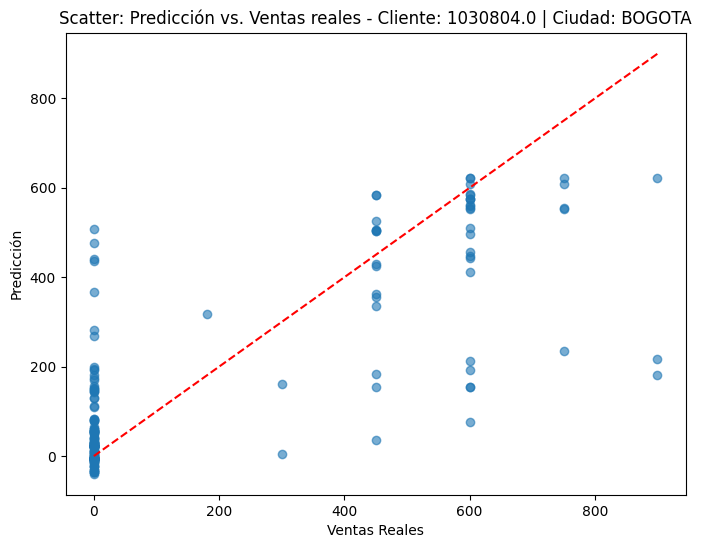 Scatter: Predicción vs. Ventas reales - Cliente: 1030804.0 | Ciudad: BOGOTA
Predicción
800
600
400
200
0
0 200 400 600 800
Ventas Reales